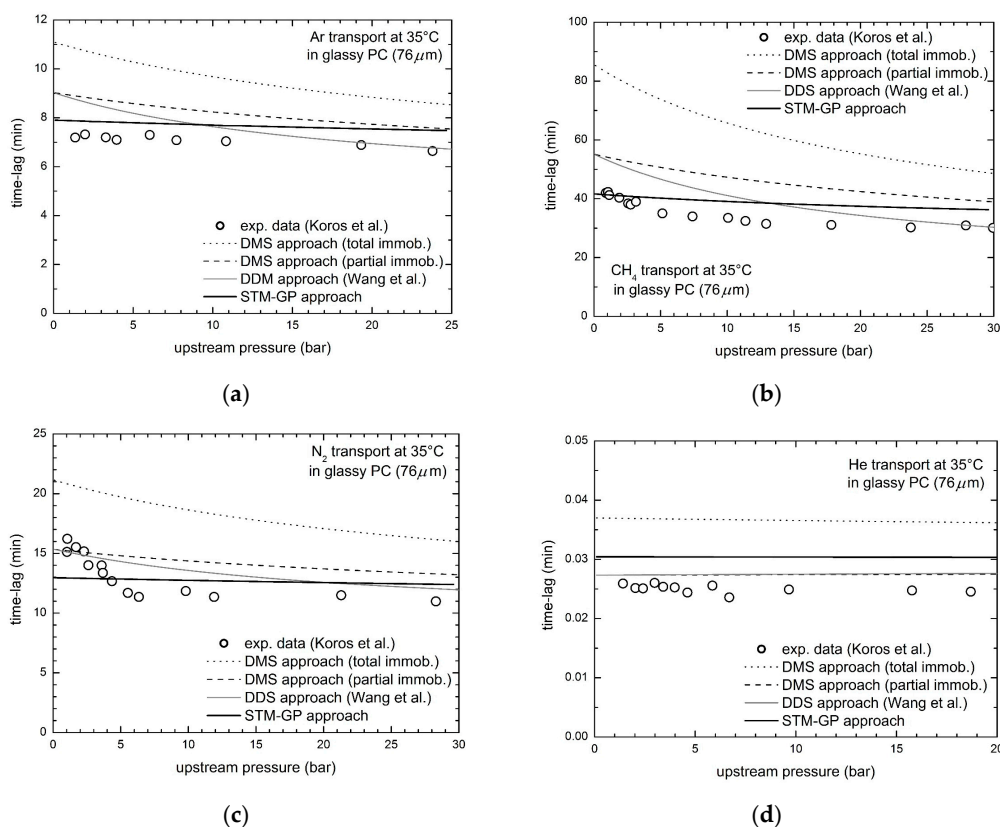 Ar transport at 35°C
in glassy PC (76μm)
time-lag (min)
12
10
8
6
4
2
0
exp. data (Koros et al.)
DMS approach (total immob.)
DMS approach (partial immob.)
DDM approach (Wang et al.)
STM-GP approach
0 5 10 15 20 25
upstream pressure (bar)
(a)
time-lag (min)
100
80
60
40
20
0
exp. data (Koros et al.)
DMS approach (total immob.)
DMS approach (partial immob.)
DDS approach (Wang et al.)
STM-GP approach
CH4 transport at 35°C
in glassy PC (76μm)
0 5 10 15 20 25 30
upstream pressure (bar)
(b)
N2 transport at 35°C
in glassy PC (76μm)
time-lag (min)
25
20
15
10
5
0
exp. data (Koros et al.)
DMS approach (total immob.)
DMS approach (partial immob.)
DDS approach (Wang et al.)
STM-GP approach
0 5 10 15 20 25 30
upstream pressure (bar)
(c)
He transport at 35°C
in glassy PC (76μm)
time-lag (min)
0.05
0.04
0.03
0.02
0.01
0.00
exp. data (Koros et al.)
DMS approach (total immob.)
DMS approach (partial immob.)
DDS approach (Wang et al.)
STM-GP approach
0 5 10 15 20
upstream pressure (bar)
(d)